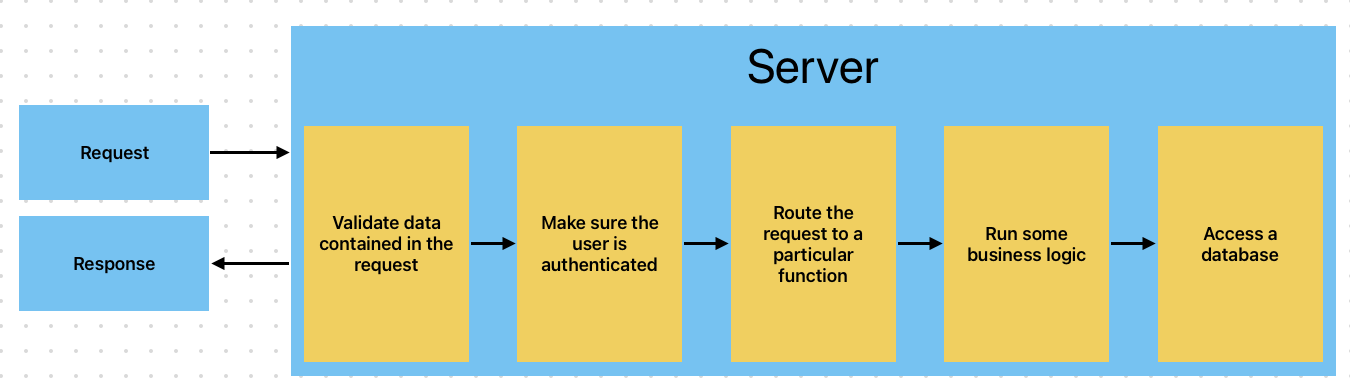 Server
Request
Response
Validate data
contained in the
request
Make sure the
user is
authenticated
Route the
request to a
particular
function
Run some
business logic
Access a
database